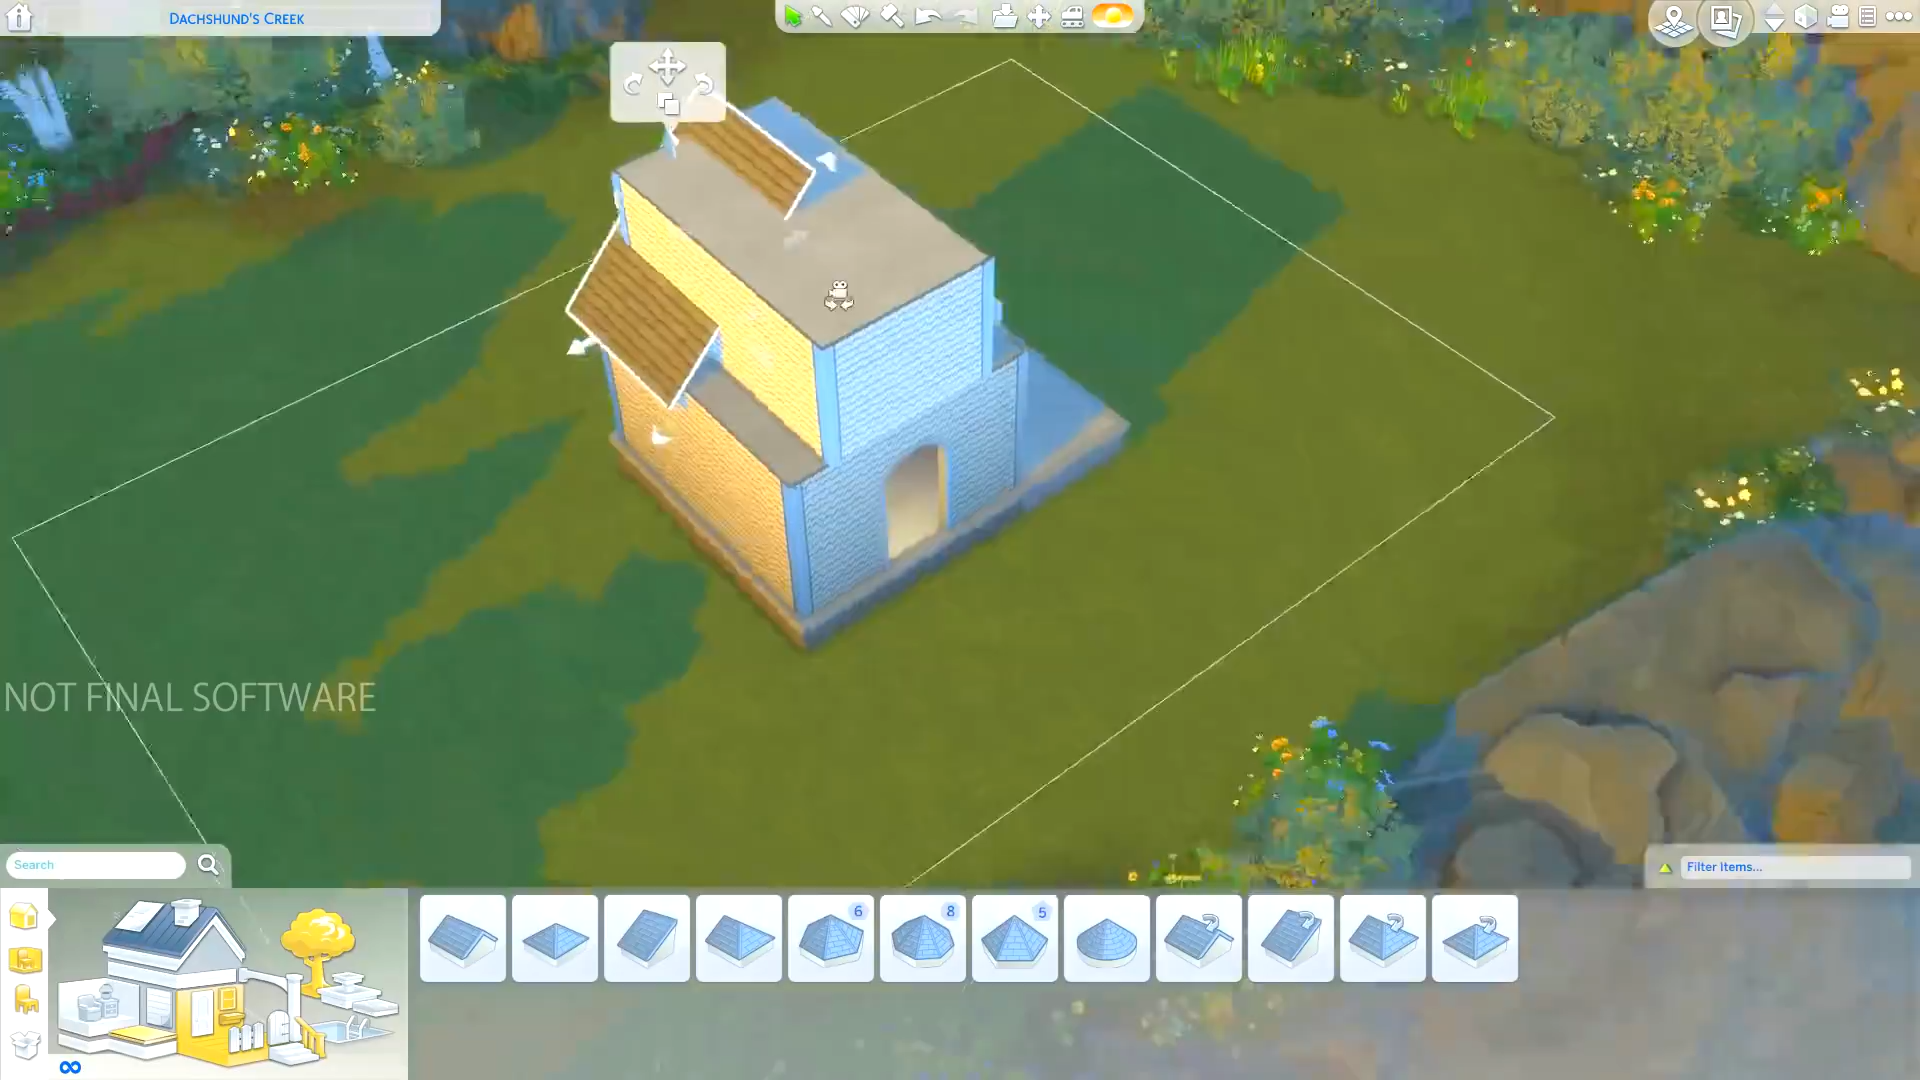 Dachshund's Creek
NOT FINAL SOFTWARE
Search
Filter Items...
6
8
5